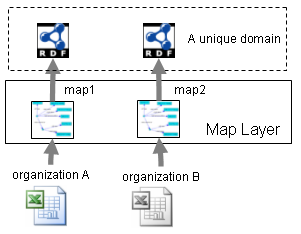 RDF
RDF
A unique domain
map1
map2
Map Layer
organization A
organization B